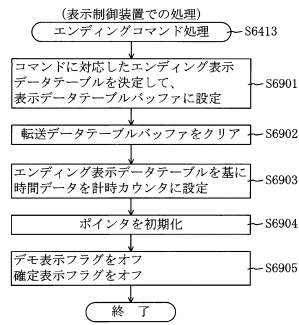 (表示制御装置での処理)
エンディングコマンド処理
S6413
コマンドに対応したエンディング表示
データテーブルを決定して、
表示データテーブルバッファに設定
S6901
転送データテーブルバッファをクリア
S6902
エンディング表示データテーブルを基に
時間データを計時カウンタに設定
S6903
ポインタを初期化
S6904
デモ表示フラグをオフ
確定表示フラグをオフ
S6905
終 了